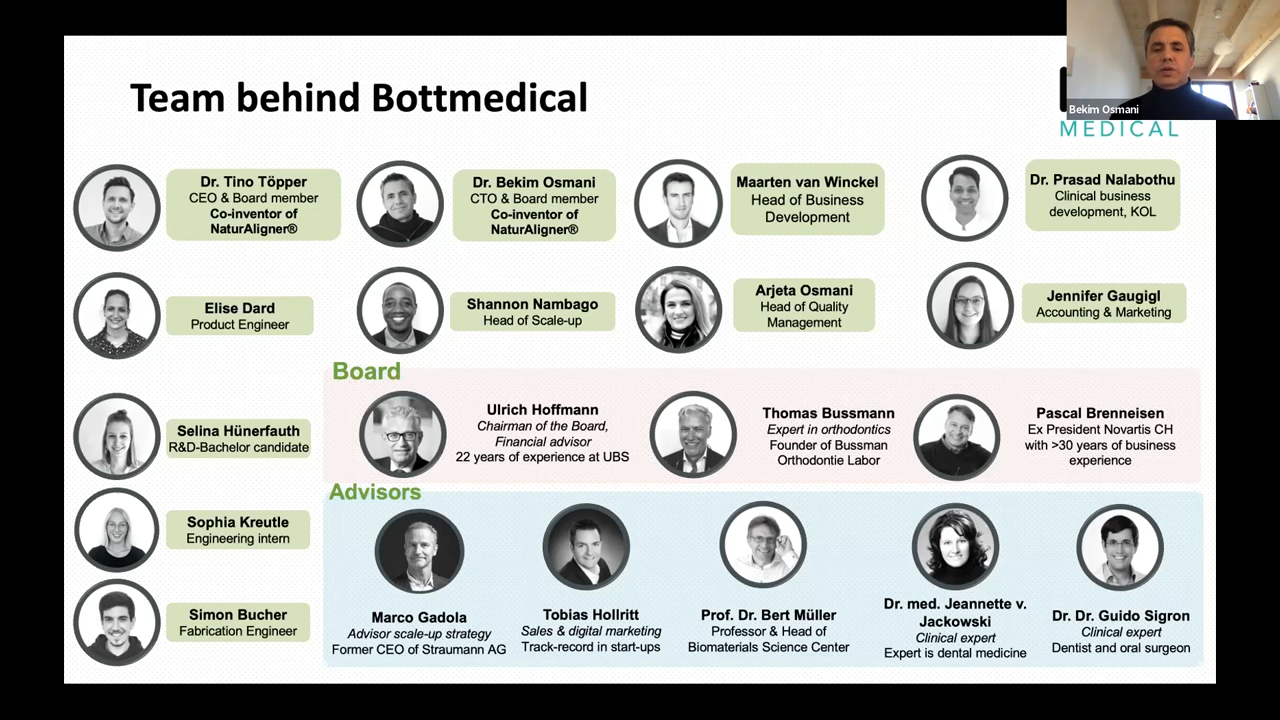 Team behind Bottmedical
Bekim Osmani
MEDICAL
Dr. Tino Töpper
CEO & Board member
Co-inventor of
NaturAligner®
Dr. Bekim Osmani
CTO & Board member
Co-inventor of
NaturAligner®
Maarten van Winckel
Head of Business
Development
Dr. Prasad Nalabothu
Clinical business
development, KOL
Elise Dard
Product Engineer
Shannon Nambago
Head of Scale-up
Arjeta Osmani
Head of Quality
Management
Jennifer Gaugigl
Accounting & Marketing
Selina Hünerfauth
R&D-Bachelor candidate
Sophia Kreutle
Engineering intern
Simon Bucher
Fabrication Engineer
Board
Ulrich Hoffmann
Chairman of the Board,
Financial advisor
22 years of experience at UBS
Thomas Bussmann
Expert in orthodontics
Founder of Bussman
Orthodontie Labor
Pascal Brenneisen
Ex President Novartis CH
with >30 years of business
experience
Advisors
Marco Gadola
Advisor scale-up strategy
Former CEO of Straumann AG
Tobias Hollritt
Sales & digital marketing
Track-record in start-ups
Prof. Dr. Bert Müller
Professor & Head of
Biomaterials Science Center
Dr. med. Jeannette v.
Jackowski
Clinical expert
Expert is dental medicine
Dr. Dr. Guido Sigron
Clinical expert
Dentist and oral surgeon